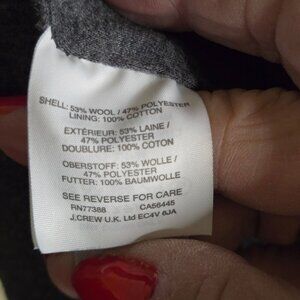 SHELL: 53% WOOL / 47% POLYESTER
LINING: 100% COTTON
EXTÉRIEUR: 53% LAINE /
47% POLYESTER
DOUBLURE: 100% COTON
OBERSTOFF: 53% WOLLE /
47% POLYESTER
FUTTER: 100% BAUMWOLLE
SEE REVERSE FOR CARE
RN77388 CA56445
J.CREW U.K. Ltd EC4V 6JA